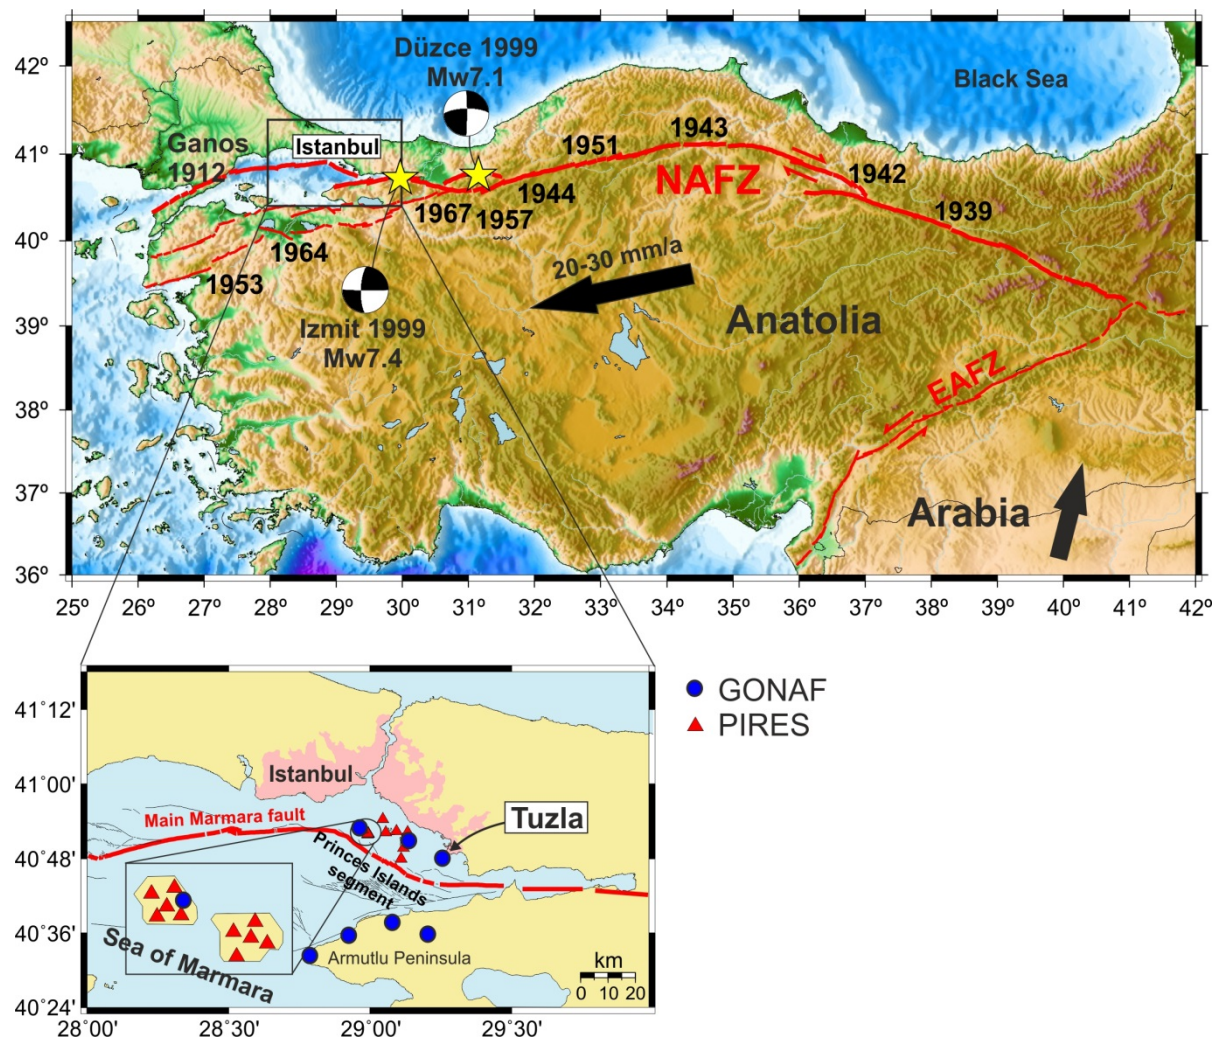 Düzce 1999
Mw7.1
Black Sea
42º
41º
40º
39º
38º
37º
36º
Ganos
1912
Istanbul
1951
1943
1942
NAFZ
1944
1967
1957
1939
1964
1953
20-30 mm/a
Izmit 1999
Mw7.4
Anatolia
EAFZ
Arabia
25º 26º 27º 28º 29º 30º 31º 32º 33º 34º 35º 36º 37º 38º 39º 40º 41º 42º
GONAF
PIRES
41˚12'
41˚00'
40˚48'
40˚36'
40˚24'
Istanbul
Main Marmara fault
Tuzla
Princes Islands
segment
Sea of Marmara
Armutlu Peninsula
km
0 10 20
28˚00' 28˚30' 29˚00' 29˚30'